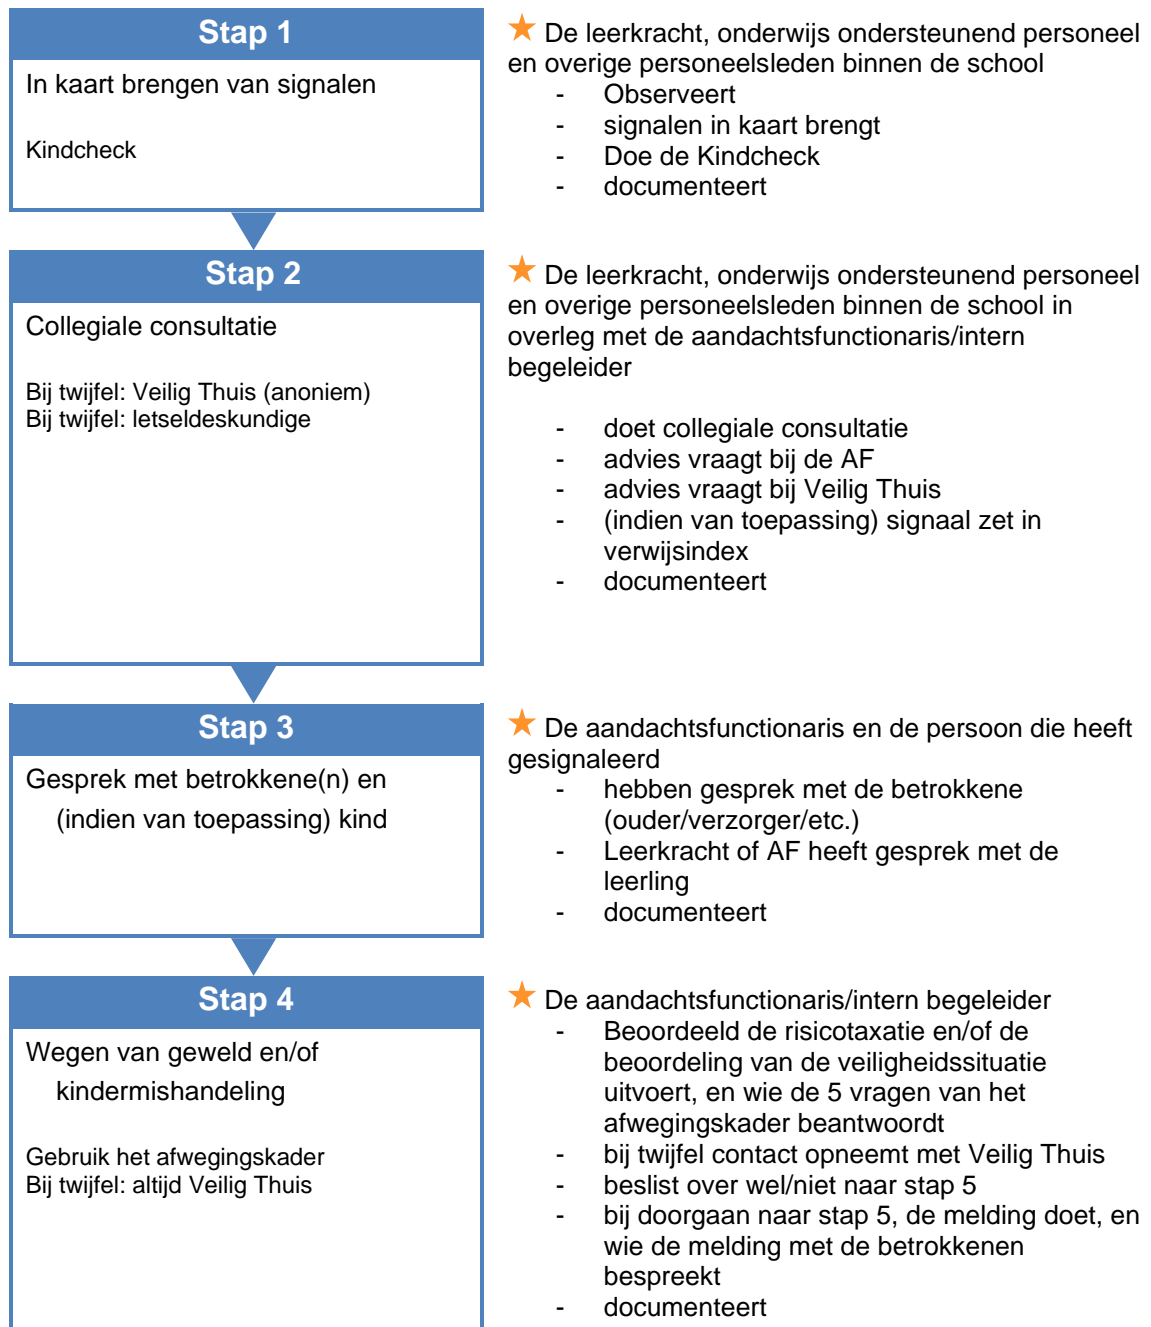 Stap 1
In kaart brengen van signalen
Kindcheck
★ De leerkracht, onderwijs ondersteunend personeel
en overige personeelsleden binnen de school
- Observeert
- signalen in kaart brengt
- Doe de Kindcheck
- documenteert
Stap 2
Collegiale consultatie
Bij twijfel: Veilig Thuis (anoniem)
Bij twijfel: letseldeskundige
★ De leerkracht, onderwijs ondersteunend personeel
en overige personeelsleden binnen de school in
overleg met de aandachtsfunctionaris/intern
begeleider
- doet collegiale consultatie
- advies vraagt bij de AF
- advies vraagt bij Veilig Thuis
- (indien van toepassing) signaal zet in
verwijsindex
- documenteert
Stap 3
Gesprek met betrokkene(n) en
(indien van toepassing) kind
★ De aandachtsfunctionaris en de persoon die heeft
gesignaleerd
- hebben gesprek met de betrokkene
(ouder/verzorger/etc.)
- Leerkracht of AF heeft gesprek met de
leerling
- documenteert
Stap 4
Wegen van geweld en/of
kindermishandeling
Gebruik het afwegingskader
Bij twijfel: altijd Veilig Thuis
★ De aandachtsfunctionaris/intern begeleider
- Beoordeeld de risicotaxatie en/of de
beoordeling van de veiligheidssituatie
uitvoert, en wie de 5 vragen van het
afwegingskader beantwoordt
- bij twijfel contact opneemt met Veilig Thuis
- beslist over wel/niet naar stap 5
- bij doorgaan naar stap 5, de melding doet, en
wie de melding met de betrokkenen
bespreekt
- documenteert